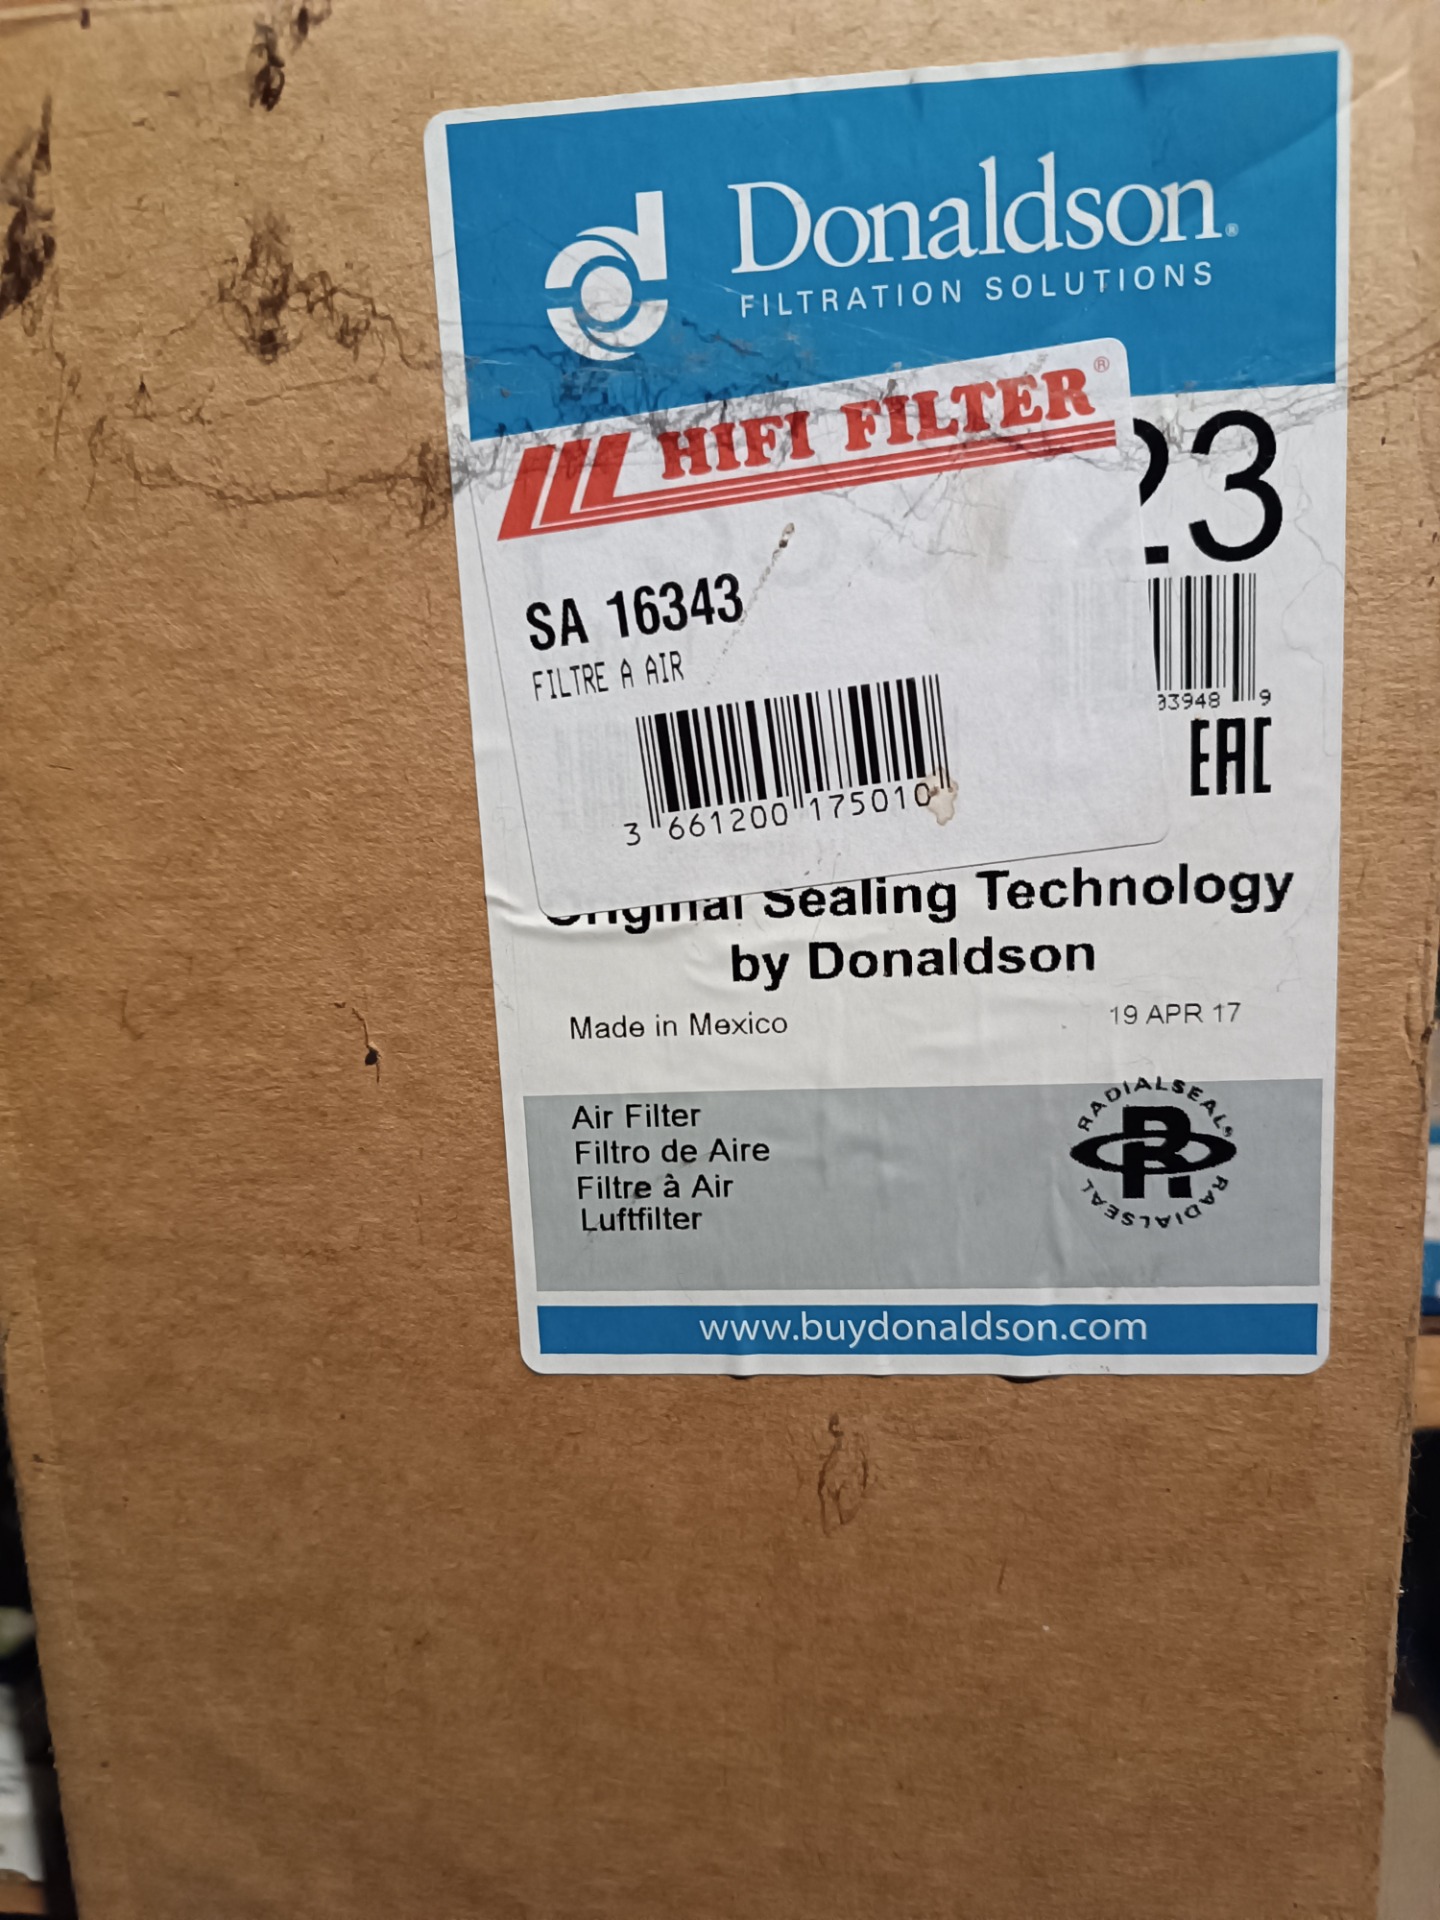 Donaldson®
FILTRATION SOLUTIONS
HIFI FILTER®
23
SA 16343
FILTRE A AIR
3 661200 175010
03948 9
EAC
Original Sealing Technology
by Donaldson
Made in Mexico
19 APR 17
Air Filter
Filtro de Aire
Filtre à Air
Luftfilter
RADIALSEAL
R
RADIALSEAL
www.buydonaldson.com